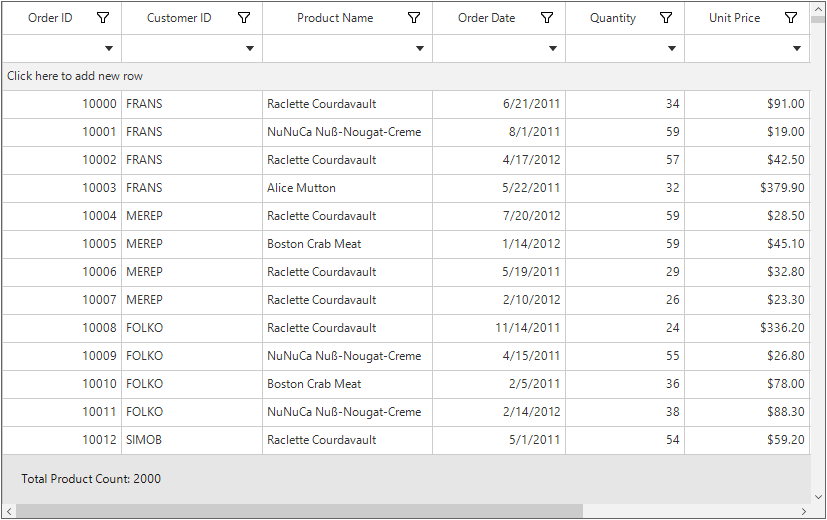 Order ID Customer ID Product Name Order Date Quantity Unit Price
Click here to add new row
10000 FRANS Raclette Courdavault 6/21/2011 34 $91.00
10001 FRANS NuNuCa Nuß-Nougat-Creme 8/1/2011 59 $19.00
10002 FRANS Raclette Courdavault 4/17/2012 57 $42.50
10003 FRANS Alice Mutton 5/22/2011 32 $379.90
10004 MEREP Raclette Courdavault 7/20/2012 59 $28.50
10005 MEREP Boston Crab Meat 1/14/2012 59 $45.10
10006 MEREP Raclette Courdavault 5/19/2011 29 $32.80
10007 MEREP Raclette Courdavault 2/10/2012 26 $23.30
10008 FOLKO Raclette Courdavault 11/14/2011 24 $336.20
10009 FOLKO NuNuCa Nuß-Nougat-Creme 4/15/2011 55 $26.80
10010 FOLKO Boston Crab Meat 2/5/2011 36 $78.00
10011 FOLKO NuNuCa Nuß-Nougat-Creme 2/14/2012 38 $88.30
10012 SIMOB Raclette Courdavault 5/1/2011 54 $59.20
Total Product Count: 2000